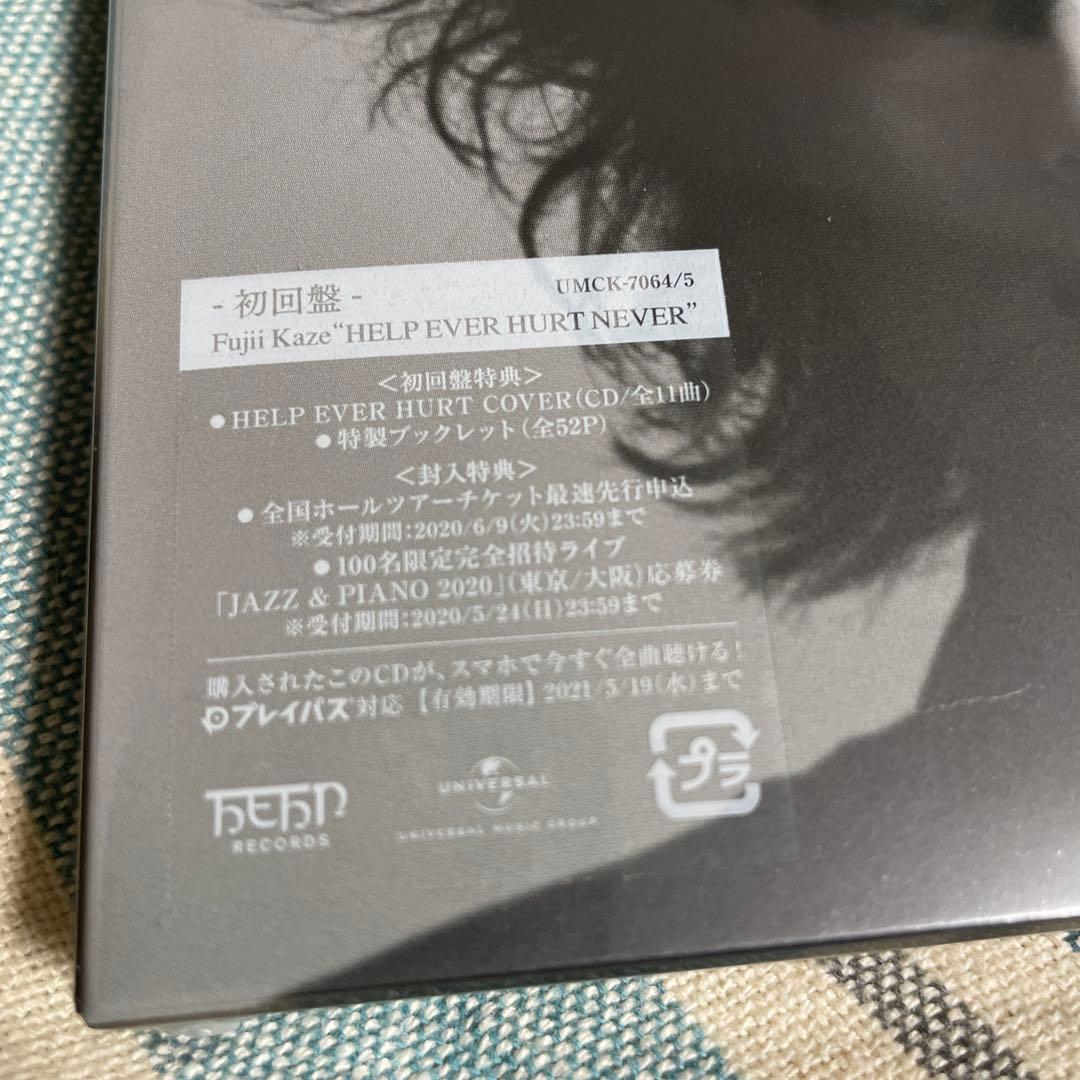 - 初回盤 -
UMCK-7064/5
Fujii Kaze“HELP EVER HURT NEVER”
＜初回盤特典＞
●HELP EVER HURT COVER(CD/全11曲)
●特製ブックレット(全52P)
＜封入特典＞
●全国ホールツアーチケット最速先行申込
※受付期間:2020/6/9(火)23:59まで
●100名限定完全招待ライブ
「JAZZ & PIANO 2020」(東京/大阪)応募券
※受付期間:2020/5/24(日)23:59まで
購入されたこのCDが、スマホで今すぐ全曲聴ける!
プレイパス対応【有効期限】2021/5/19(水)まで
HEHN
RECORDS
UNIVERSAL
UNIVERSAL MUSIC GROUP
プラ